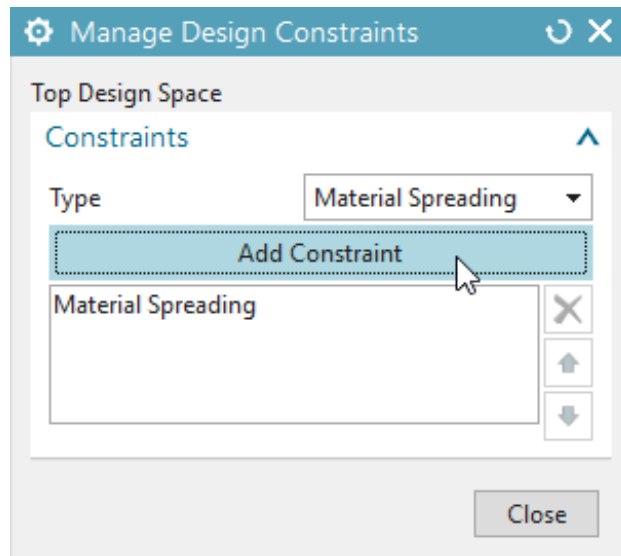 Manage Design Constraints
Top Design Space
Constraints
Type Material Spreading
Add Constraint
Material Spreading
Close